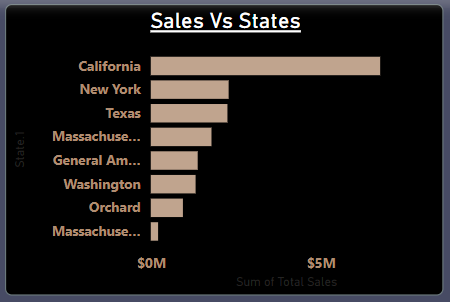 Sales Vs States
California
New York
Texas
Massachuse...
General Am...
Washington
Orchard
Massachuse...
State.1
$0M $5M
Sum of Total Sales